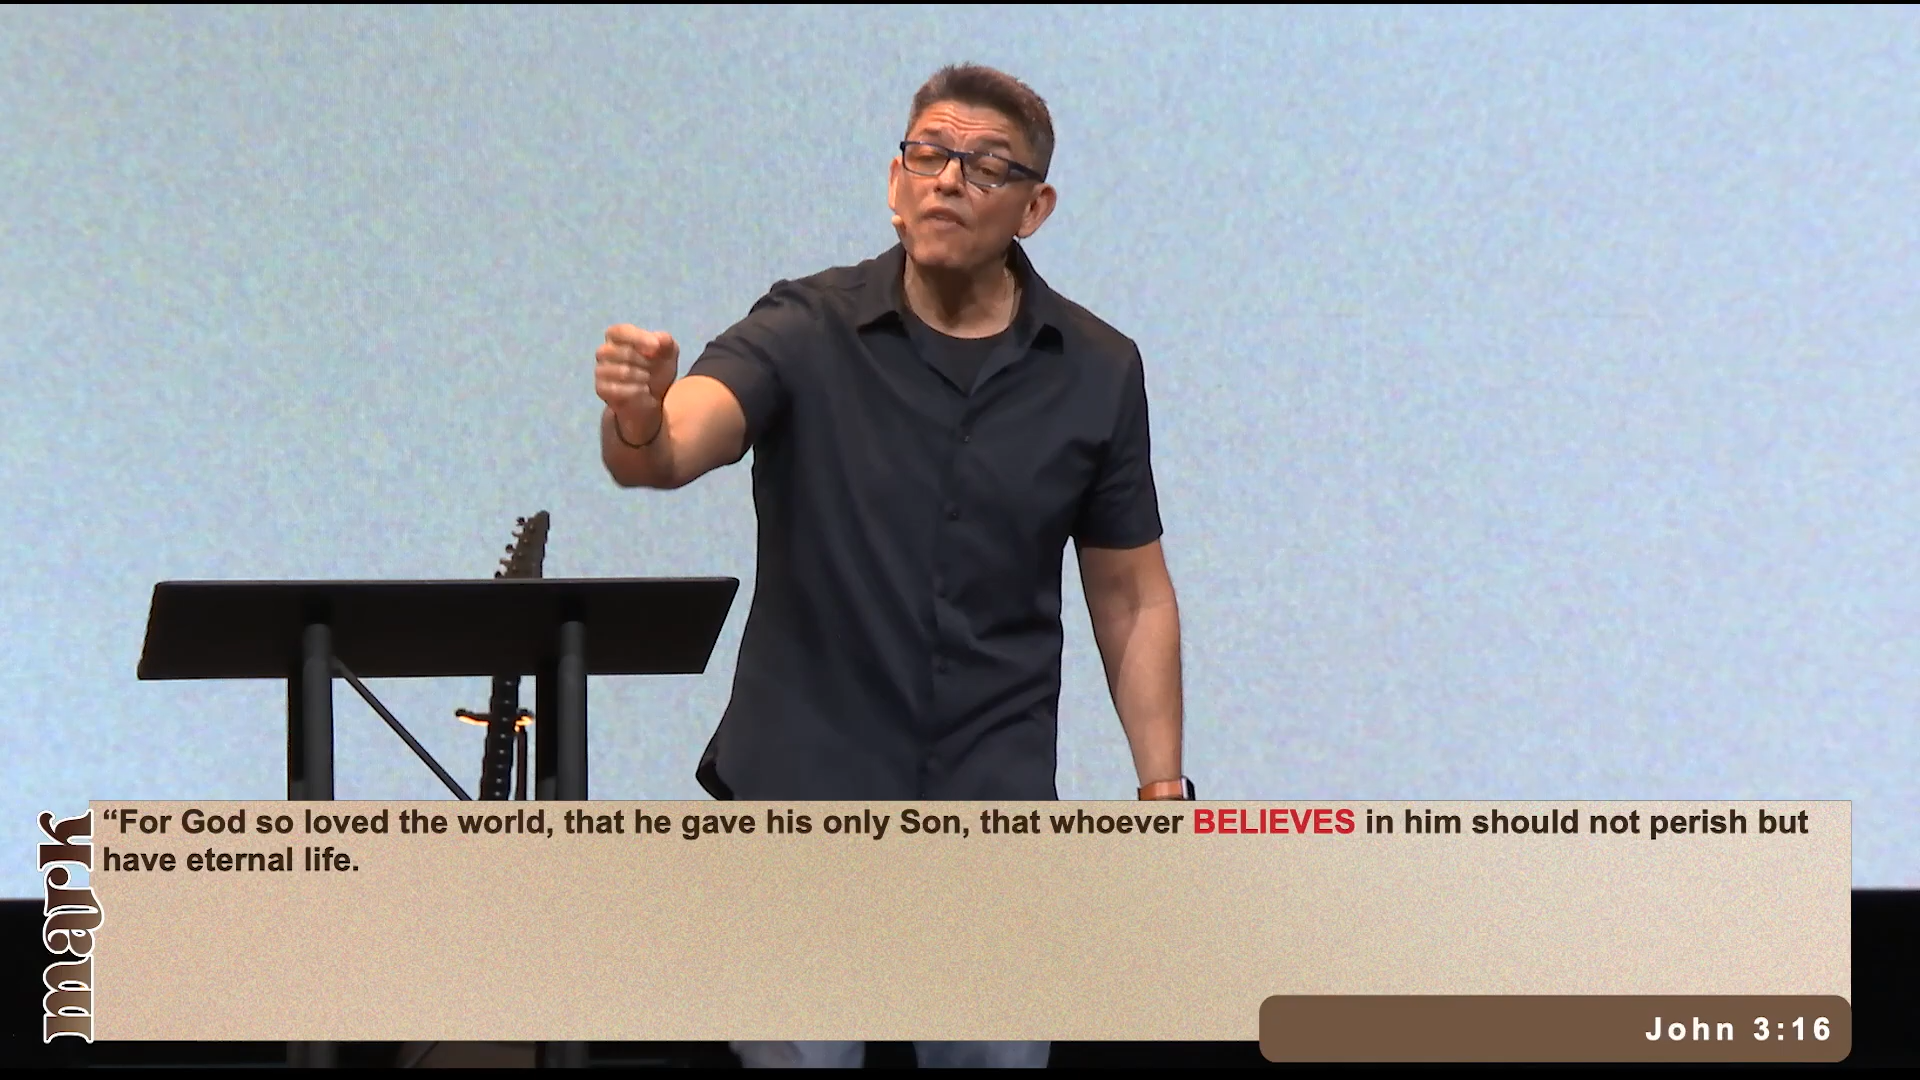 mark
“For God so loved the world, that he gave his only Son, that whoever BELIEVES in him should not perish but
have eternal life.
John 3:16